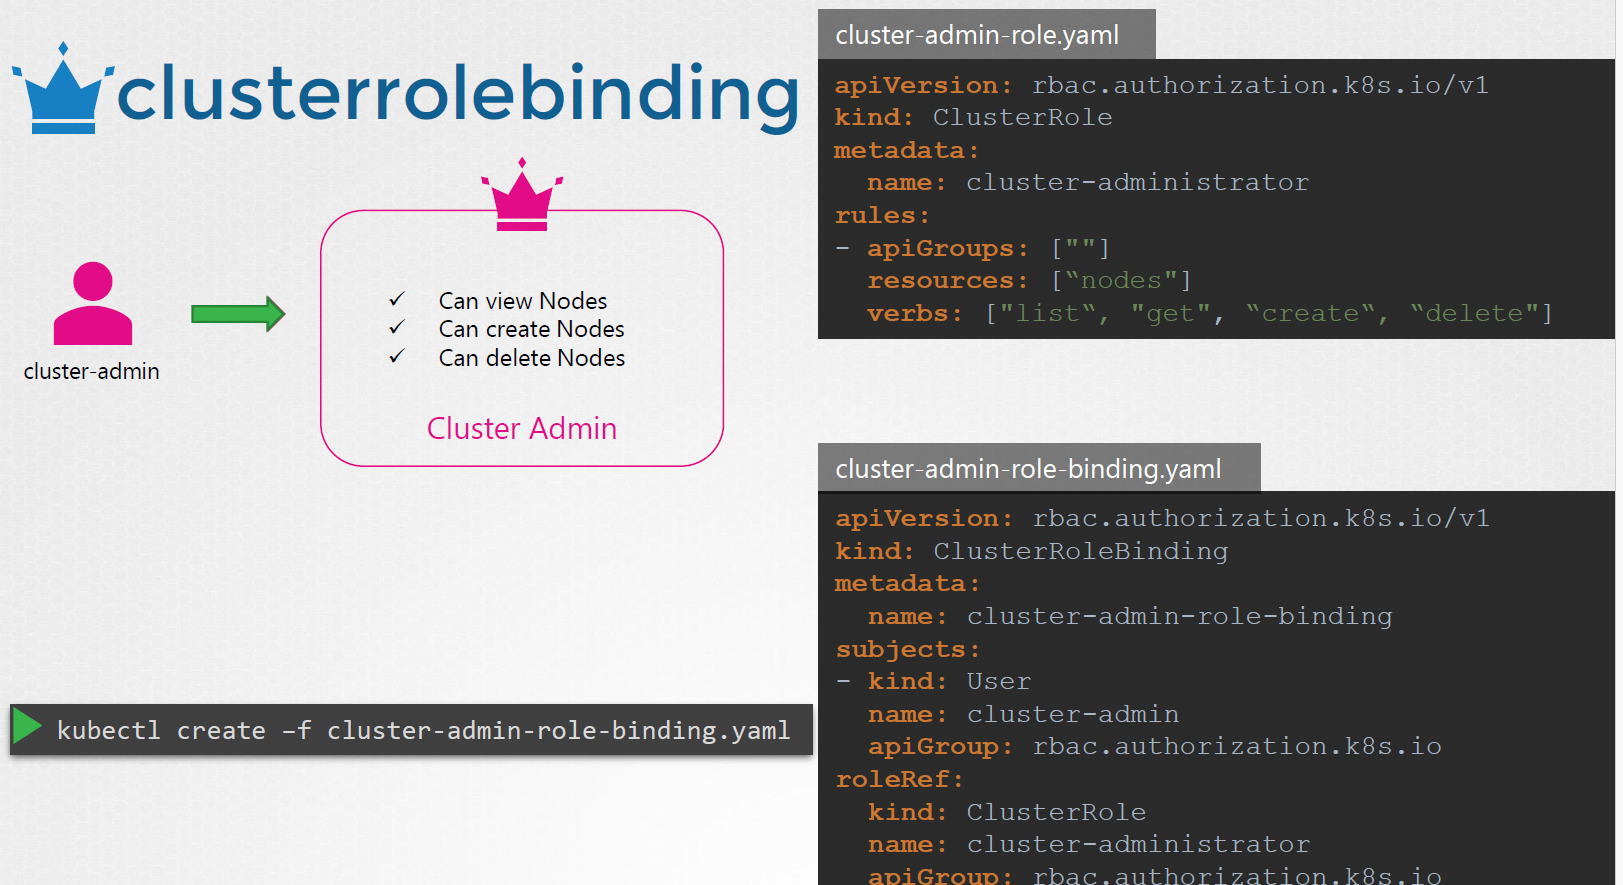 clusterrolebinding
cluster-admin
✓ Can view Nodes
✓ Can create Nodes
✓ Can delete Nodes
Cluster Admin
kubectl create –f cluster-admin-role-binding.yaml
cluster-admin-role.yaml
apiVersion: rbac.authorization.k8s.io/v1
kind: ClusterRole
metadata:
  name: cluster-administrator
rules:
- apiGroups: [""]
  resources: [“nodes"]
  verbs: ["list“, "get", “create“, “delete"]
cluster-admin-role-binding.yaml
apiVersion: rbac.authorization.k8s.io/v1
kind: ClusterRoleBinding
metadata:
  name: cluster-admin-role-binding
subjects:
- kind: User
  name: cluster-admin
  apiGroup: rbac.authorization.k8s.io
roleRef:
  kind: ClusterRole
  name: cluster-administrator
  apiGroup: rbac.authorization.k8s.io